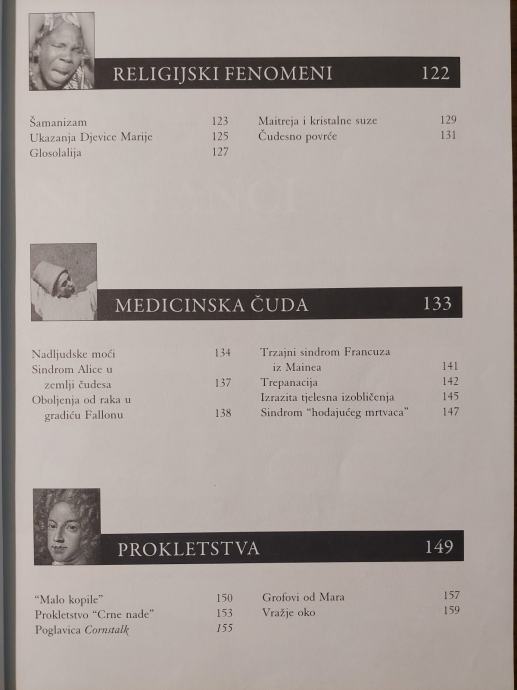 RELIGIJSKI FENOMENI 122
Šamanizam 123
Ukazanja Djevice Marije 125
Glosolalija 127
Maitreja i kristalne suze 129
Čudesno povrće 131
MEDICINSKA ČUDA 133
Nadljudske moći 134
Sindrom Alice u
zemlji čudesa 137
Oboljenja od raka u
gradiću Fallonu 138
Trzajni sindrom Francuza
iz Mainea 141
Trepanacija 142
Izrazita tjelesna izobličenja 145
Sindrom “hodajućeg mrtvaca” 147
PROKLETSTVA 149
“Malo kopile” 150
Prokletstvo “Crne nade” 153
Poglavica Cornstalk 155
Grofovi od Mara 157
Vražje oko 159